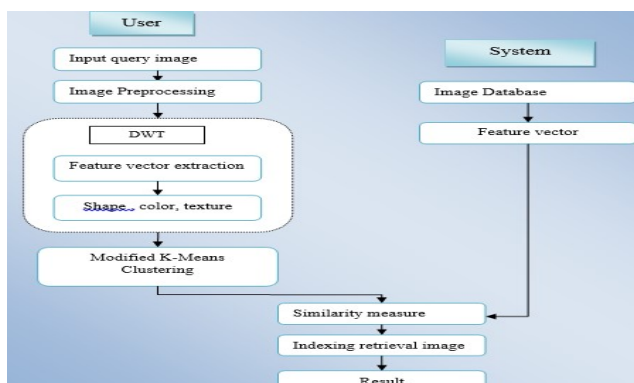 User
Input query image
Image Preprocessing
DWT
Feature vector extraction
Shape , color, texture
Modified K-Means
Clustering
System
Image Database
Feature vector
Similarity measure
Indexing retrieval image
Result